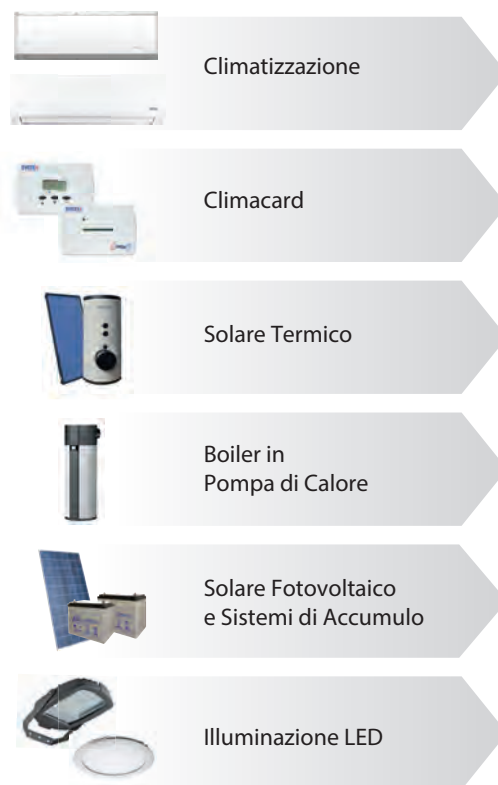 Climatizzazione
Climacard
Solare Termico
Boiler in
Pompa di Calore
Solare Fotovoltaico
e Sistemi di Accumulo
Illuminazione LED